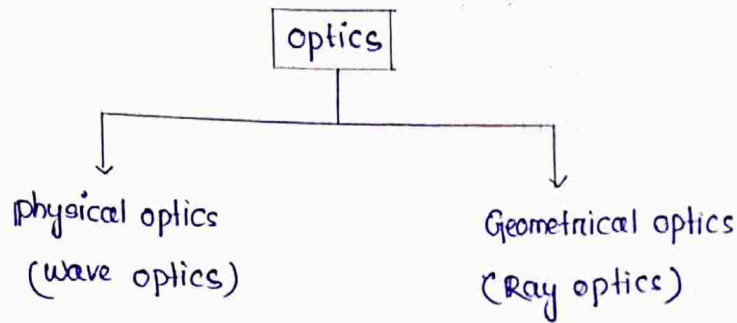 optics
physical optics
(wave optics)
Geometrical optics
(Ray optics)